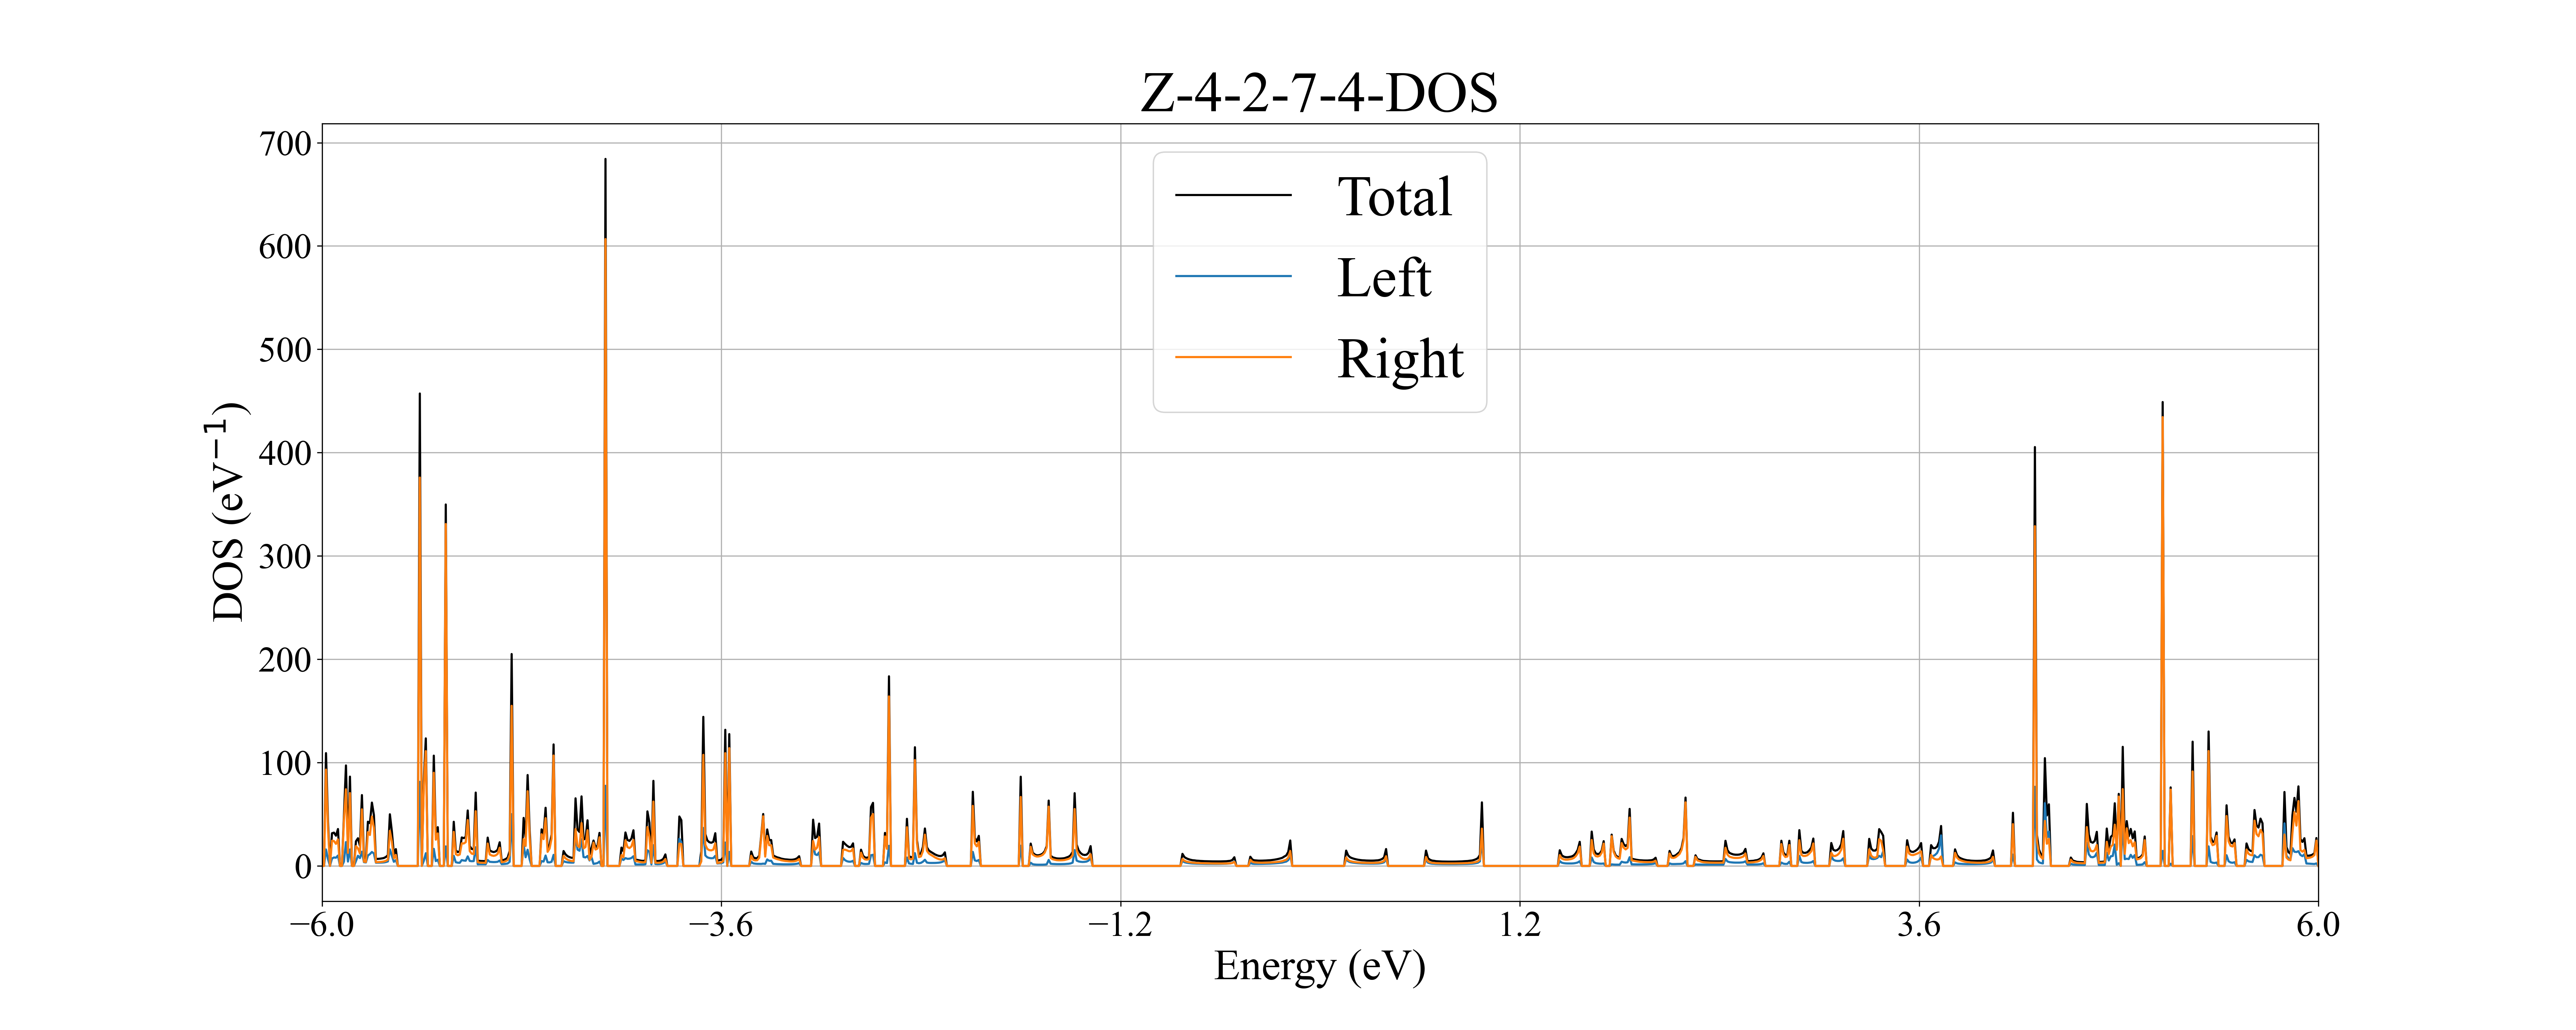 Z-4-2-7-4-DOS
700
600
500
400
300
200
100
0
DOS (eV⁻¹)
Total
Left
Right
−6.0 −3.6 −1.2 1.2 3.6 6.0
Energy (eV)